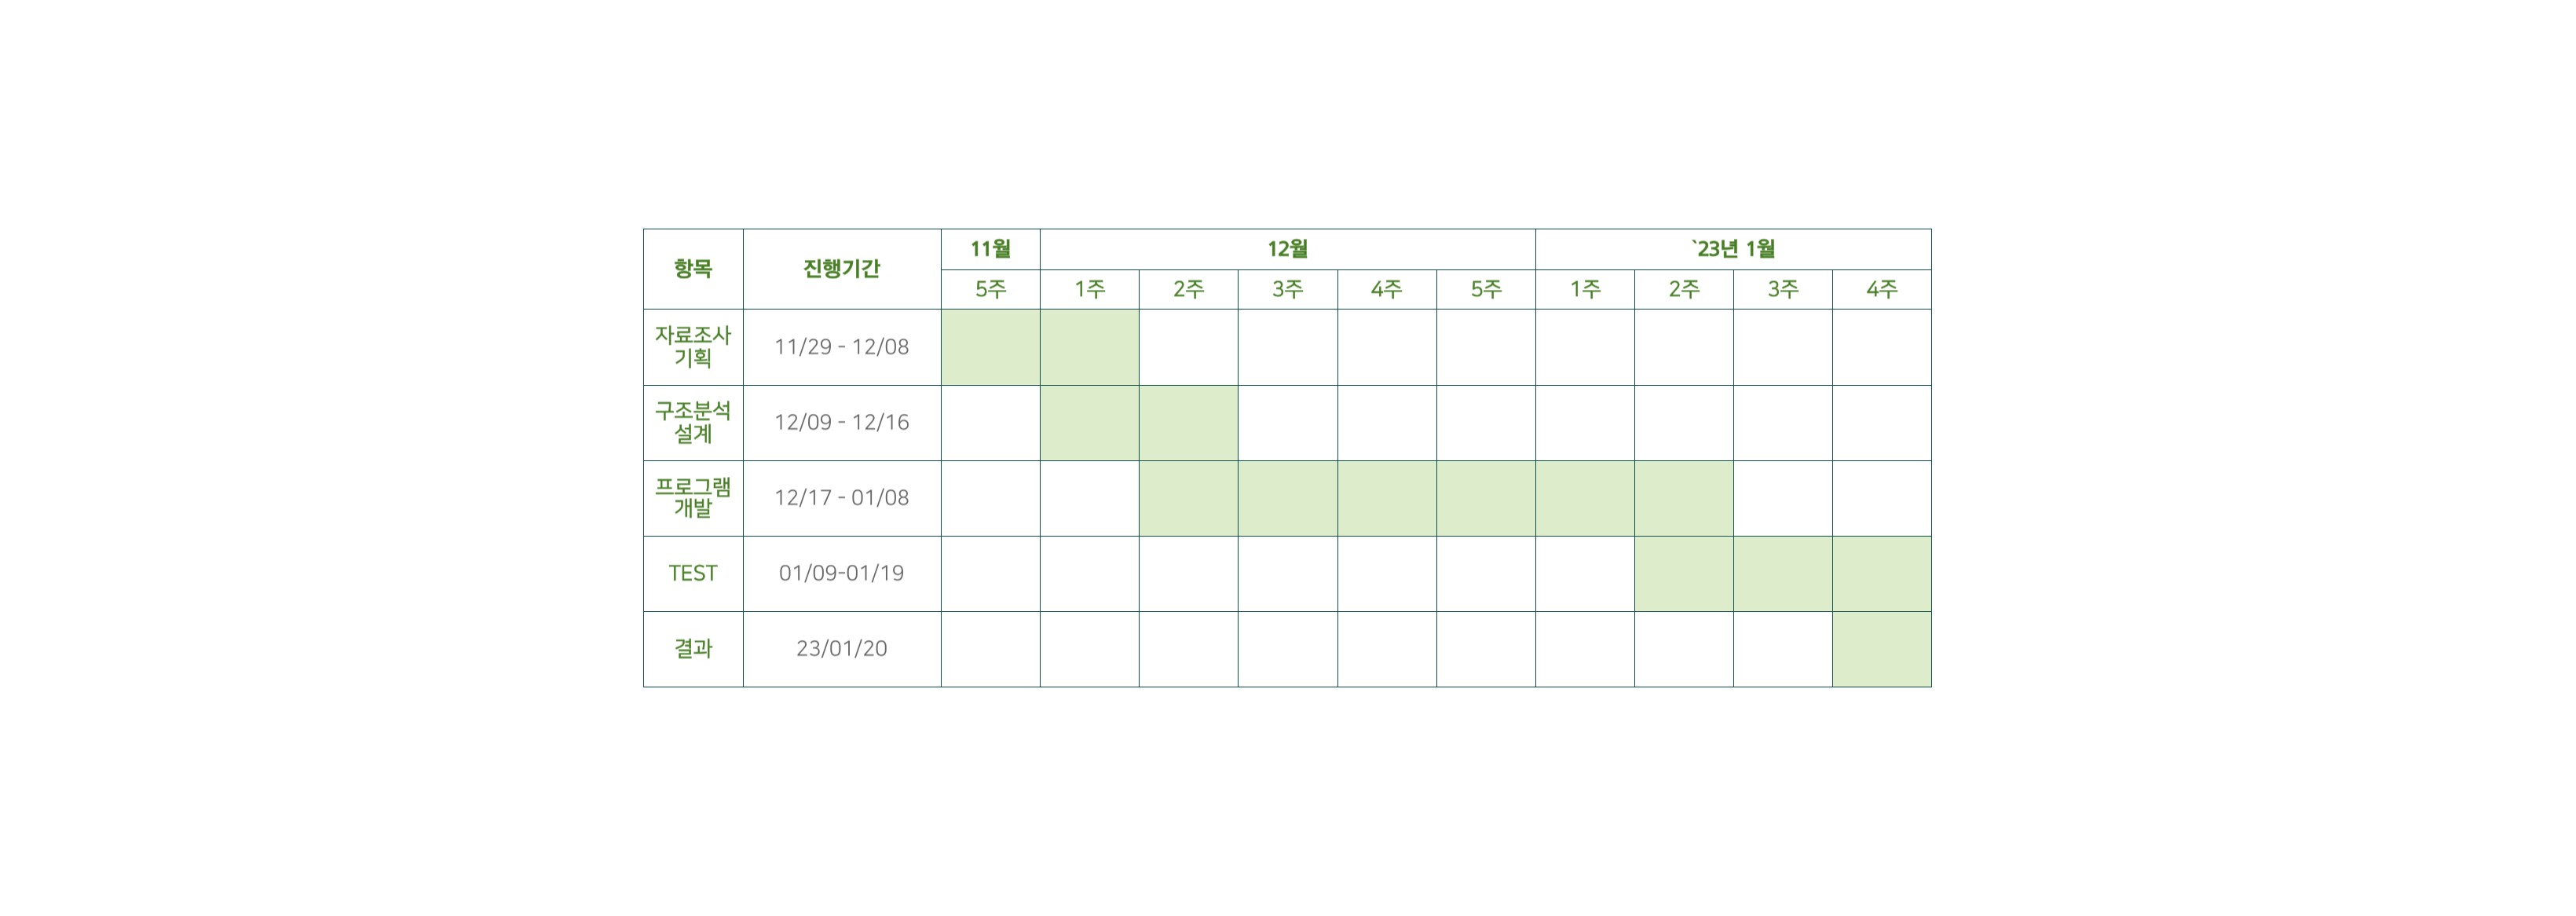 항목 진행기간 11월 12월 `23년 1월
5주 1주 2주 3주 4주 5주 1주 2주 3주 4주
자료조사
기획
11/29 - 12/08
구조분석
설계
12/09 - 12/16
프로그램
개발
12/17 - 01/08
TEST 01/09-01/19
결과 23/01/20